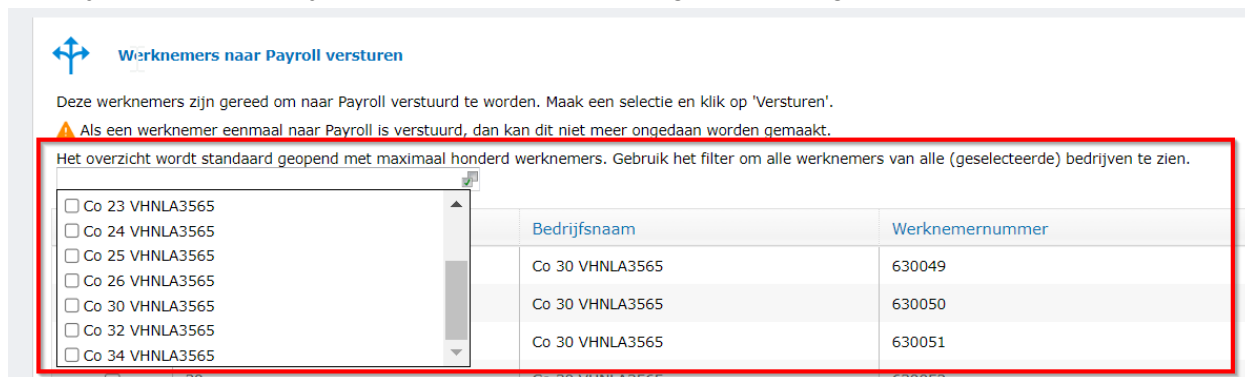 Werknemers naar Payroll versturen
Deze werknemers zijn gereed om naar Payroll verstuurd te worden. Maak een selectie en klik op 'Versturen'.
Als een werknemer eenmaal naar Payroll is verstuurd, dan kan dit niet meer ongedaan worden gemaakt.
Het overzicht wordt standaard geopend met maximaal honderd werknemers. Gebruik het filter om alle werknemers van alle (geselecteerde) bedrijven te zien.
Co 23 VHNLA3565
Co 24 VHNLA3565
Co 25 VHNLA3565
Co 26 VHNLA3565
Co 30 VHNLA3565
Co 32 VHNLA3565
Co 34 VHNLA3565
Bedrijfsnaam Werknemernummer
Co 30 VHNLA3565 630049
Co 30 VHNLA3565 630050
Co 30 VHNLA3565 630051